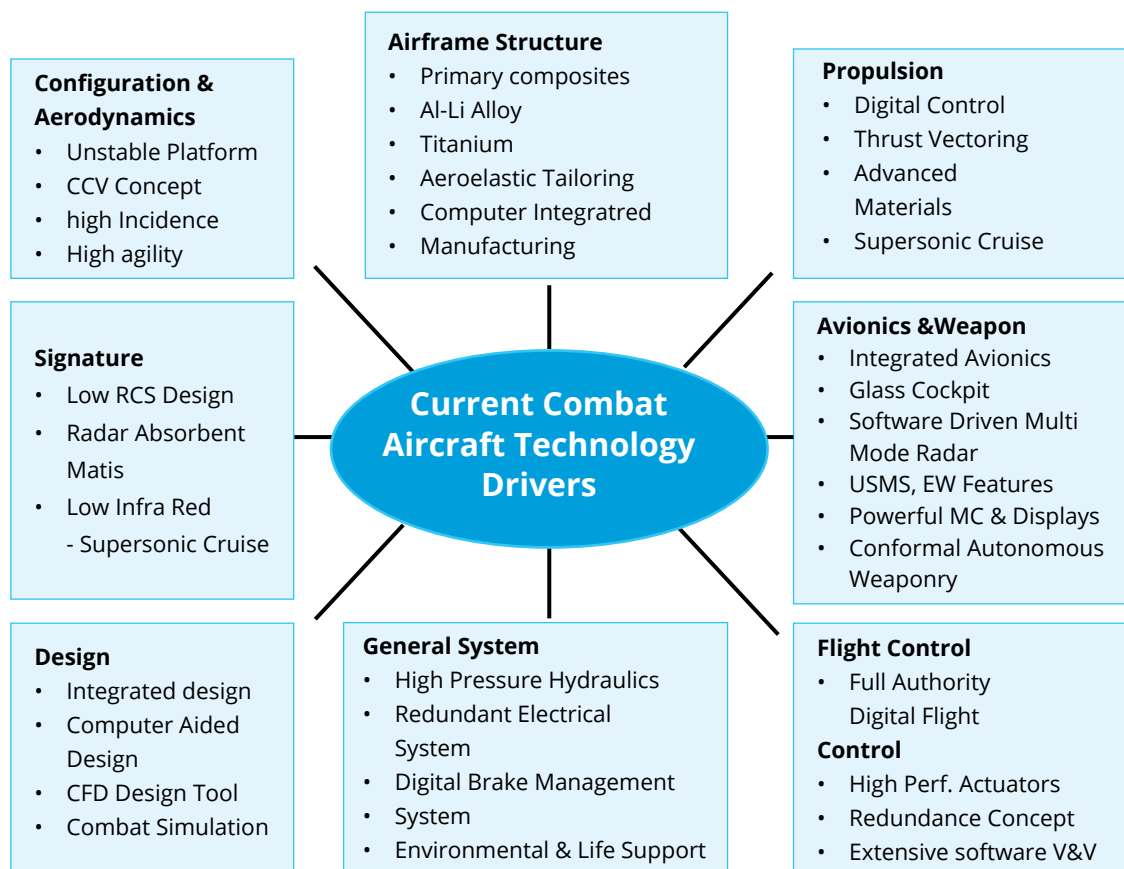 Configuration &
Aerodynamics
• Unstable Platform
• CCV Concept
• high Incidence
• High agility
Airframe Structure
• Primary composites
• Al-Li Alloy
• Titanium
• Aeroelastic Tailoring
• Computer Integratred
• Manufacturing
Propulsion
• Digital Control
• Thrust Vectoring
• Advanced
Materials
• Supersonic Cruise
Signature
• Low RCS Design
• Radar Absorbent
Matis
• Low Infra Red
- Supersonic Cruise
Current Combat
Aircraft Technology
Drivers
Avionics &Weapon
• Integrated Avionics
• Glass Cockpit
• Software Driven Multi
Mode Radar
• USMS, EW Features
• Powerful MC & Displays
• Conformal Autonomous
Weaponry
Design
• Integrated design
• Computer Aided
Design
• CFD Design Tool
• Combat Simulation
General System
• High Pressure Hydraulics
• Redundant Electrical
System
• Digital Brake Management
• System
• Environmental & Life Support
Flight Control
• Full Authority
Digital Flight
Control
• High Perf. Actuators
• Redundance Concept
• Extensive software V&V